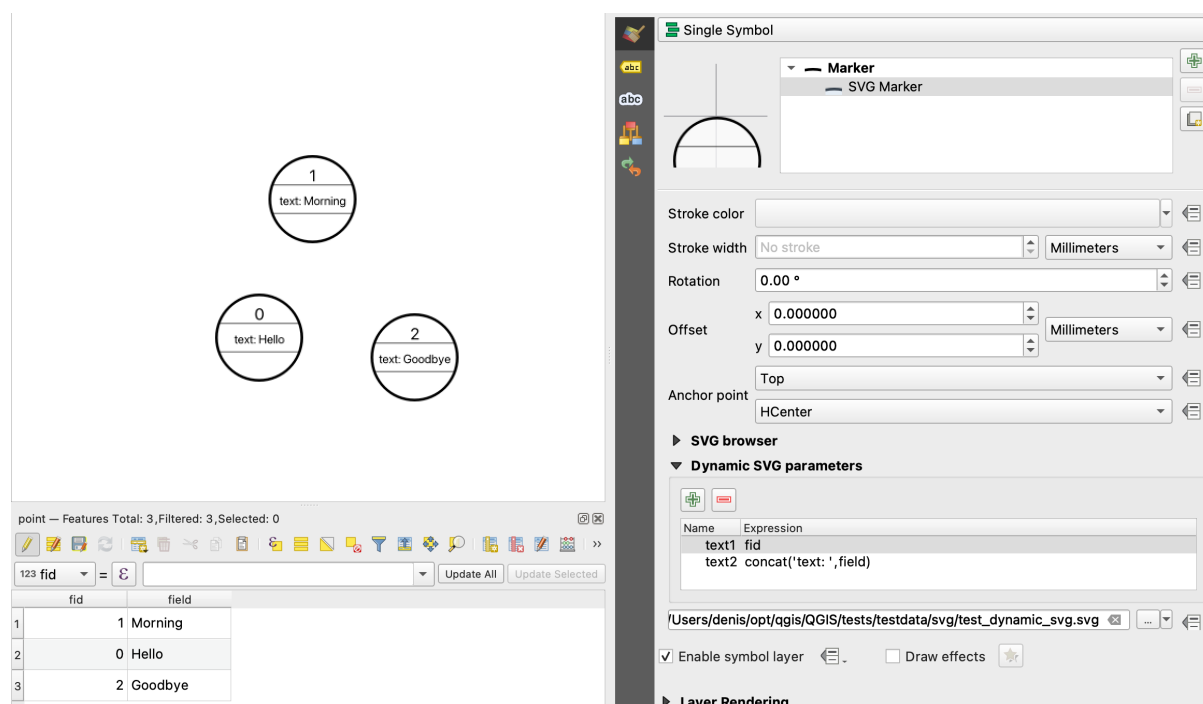 1
text: Morning
0
text: Hello
2
text: Goodbye
point — Features Total: 3,Filtered: 3,Selected: 0
123 fid = ε Update All Update Selected
fid field
1 1 Morning
2 0 Hello
3 2 Goodbye
abc
abc
Single Symbol
Marker
SVG Marker
Stroke color
Stroke width No stroke Millimeters
Rotation 0.00 °
Offset x 0.000000 Millimeters
y 0.000000
Anchor point Top
HCenter
SVG browser
Dynamic SVG parameters
Name Expression
text1 fid
text2 concat('text: ',field)
/Users/denis/opt/qgis/QGIS/tests/testdata/svg/test_dynamic_svg.svg ...
Enable symbol layer Draw effects
Layer Rendering